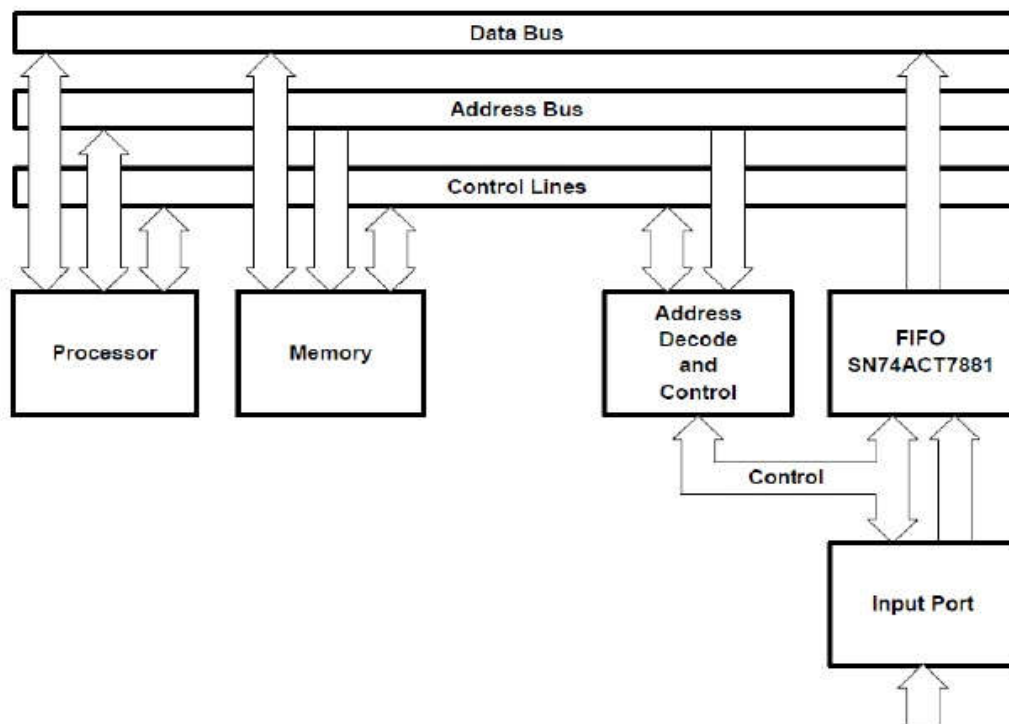 Data Bus
Address Bus
Control Lines
Processor
Memory
Address
Decode
and
Control
FIFO
SN74ACT7881
Control
Input Port